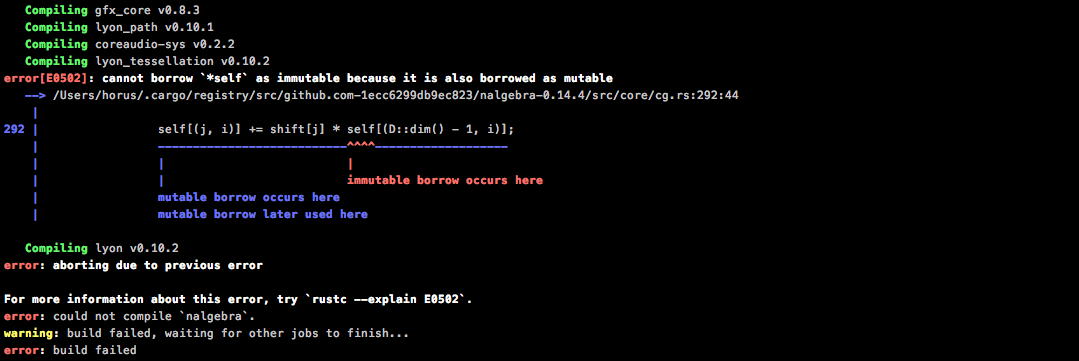 Compiling gfx_core v0.8.3
Compiling lyon_path v0.10.1
Compiling coreaudio-sys v0.2.2
Compiling lyon_tessellation v0.10.2
error[E0502]: cannot borrow `*self` as immutable because it is also borrowed as mutable
--> /Users/horus/.cargo/registry/src/github.com-1ecc6299db9ec823/nalgebra-0.14.4/src/core/cg.rs:292:44
|
292 | self[(j, i)] += shift[j] * self[(D::dim() - 1, i)];
| ---------------------------^^^^-------------------
| | |
| | immutable borrow occurs here
| mutable borrow occurs here
| mutable borrow later used here
Compiling lyon v0.10.2
error: aborting due to previous error
For more information about this error, try `rustc --explain E0502`.
error: could not compile `nalgebra`.
warning: build failed, waiting for other jobs to finish...
error: build failed